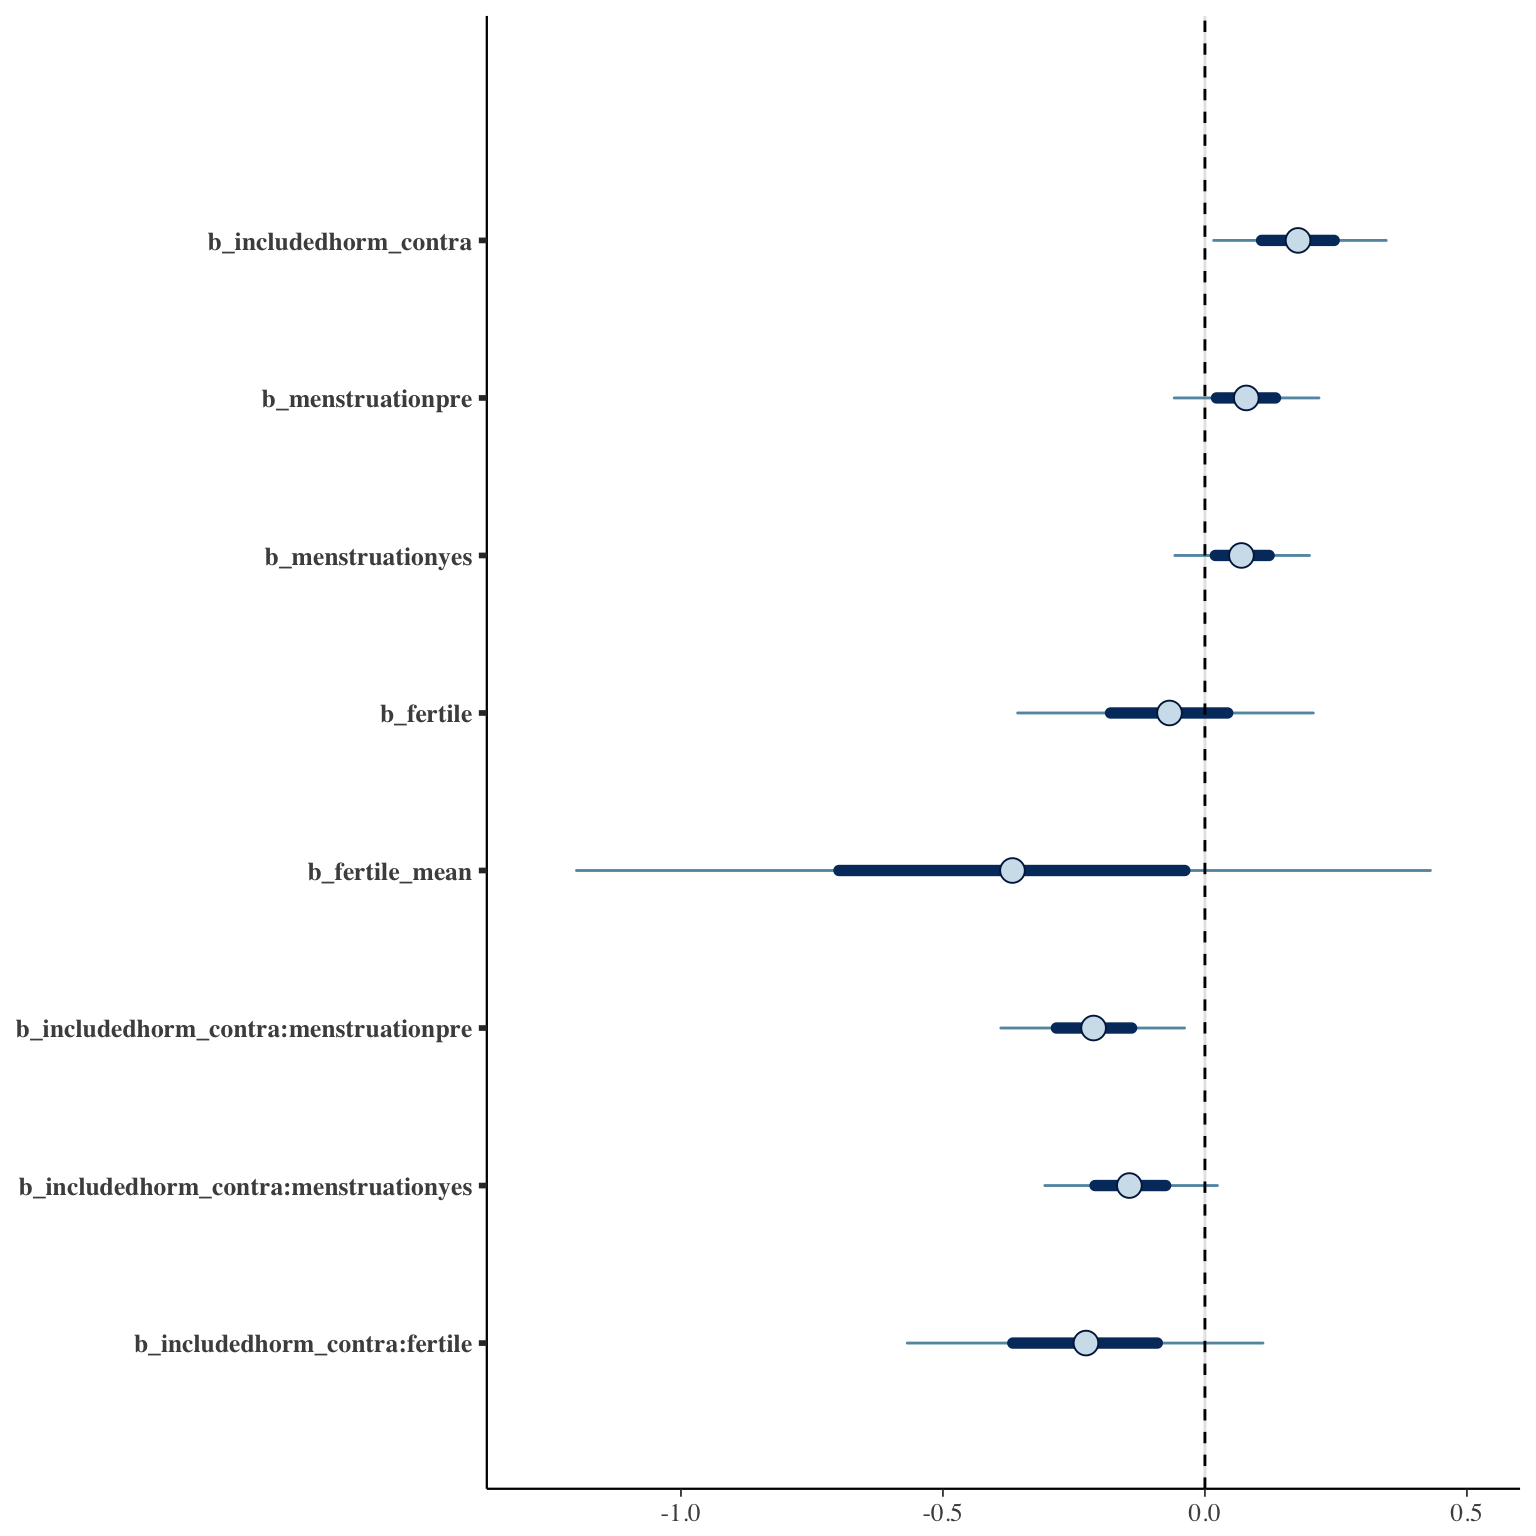 b_includedhorm_contra
b_menstruationpre
b_menstruationyes
b_fertile
b_fertile_mean
b_includedhorm_contra:menstruationpre
b_includedhorm_contra:menstruationyes
b_includedhorm_contra:fertile
-1.0 -0.5 0.0 0.5